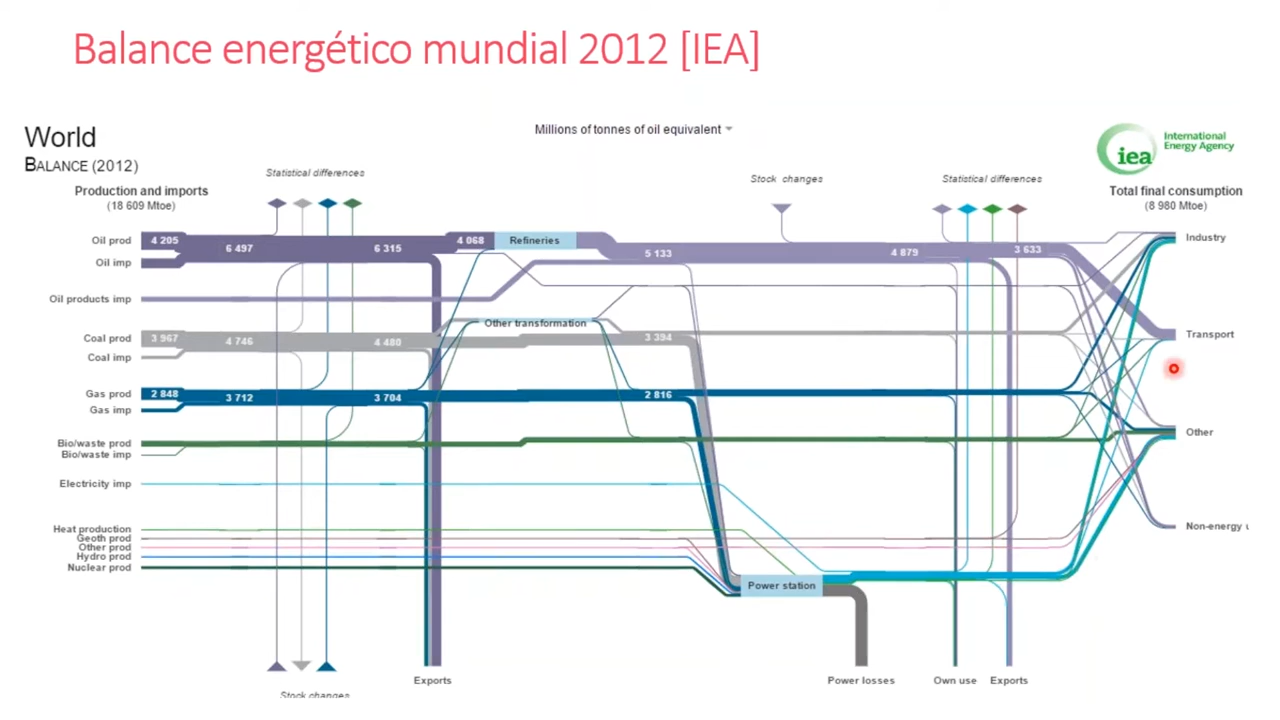 Balance energético mundial 2012 [IEA]
World
BALANCE (2012)
Millions of tonnes of oil equivalent
iea
International
Energy Agency
Statistical differences
Stock changes
Statistical differences
Production and imports
(18 609 Mtoe)
Total final consumption
(8 980 Mtoe)
Oil prod
4 205
6 497
6 315
4 068
Refineries
5 133
4 879
3 633
Industry
Oil imp
Oil products imp
Other transformation
Coal prod
3 967
4 746
4 480
3 394
Transport
Coal imp
Gas prod
2 848
3 712
3 704
2 816
Gas imp
Other
Bio/waste prod
Bio/waste imp
Electricity imp
Heat production
Non-energy
Geoth prod
Other prod
Hydro prod
Nuclear prod
Power station
Exports
Power losses
Own use
Exports
Stock changes